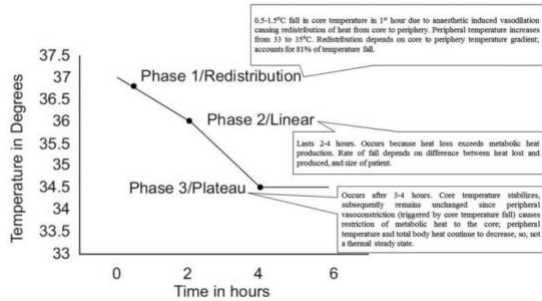 0.5-1.5°C fall in core temperature in 1st hour due to anaesthetic induced vasodilation
causing redistribution of heat from core to periphery. Peripheral temperature increases
from 33 to 35°C. Redistribution depends on core to periphery temperature gradient;
accounts for 81% of temperature fall.
37.5
37
36.5
36
35.5
35
34.5
34
33.5
33
Temperature in Degrees
Phase 1/Redistribution
Phase 2/Linear
Lasts 2-4 hours. Occurs because heat loss exceeds metabolic heat
production. Rate of fall depends on difference between heat lost and
produced, and size of patient.
Phase 3/Plateau
Occurs after 3-4 hours. Core temperature stabilizes,
subsequently remains unchanged since peripheral
vasoconstriction (triggered by core temperature fall) causes
restriction of metabolic heat to the core; peripheral
temperature and total body heat continue to decrease, so, not
a thermal steady state.
0 2 4 6
Time in hours